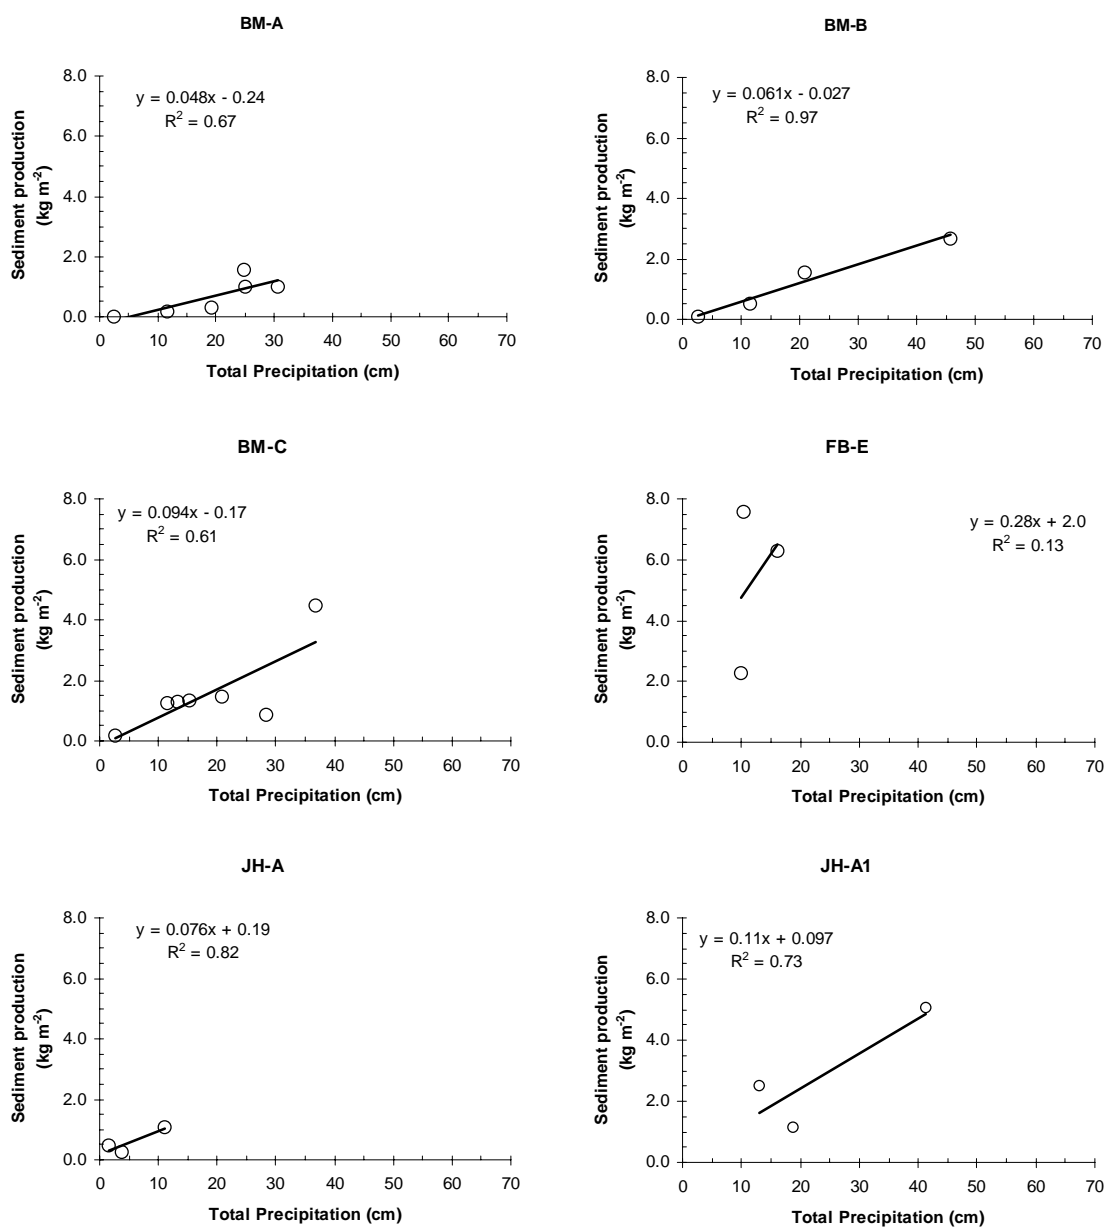 BM-A
y = 0.048x - 0.24
R² = 0.67
Sediment production
(kg m⁻²)
8.0
6.0
4.0
2.0
0.0
0 10 20 30 40 50 60 70
Total Precipitation (cm)
BM-B
y = 0.061x - 0.027
R² = 0.97
Sediment production
(kg m⁻²)
8.0
6.0
4.0
2.0
0.0
0 10 20 30 40 50 60 70
Total Precipitation (cm)
BM-C
y = 0.094x - 0.17
R² = 0.61
Sediment production
(kg m⁻²)
8.0
6.0
4.0
2.0
0.0
0 10 20 30 40 50 60 70
Total Precipitation (cm)
FB-E
y = 0.28x + 2.0
R² = 0.13
Sediment production
(kg m⁻²)
8.0
6.0
4.0
2.0
0.0
0 10 20 30 40 50 60 70
Total Precipitation (cm)
JH-A
y = 0.076x + 0.19
R² = 0.82
Sediment production
(kg m⁻²)
8.0
6.0
4.0
2.0
0.0
0 10 20 30 40 50 60 70
Total Precipitation (cm)
JH-A1
y = 0.11x + 0.097
R² = 0.73
Sediment production
(kg m⁻²)
8.0
6.0
4.0
2.0
0.0
0 10 20 30 40 50 60 70
Total Precipitation (cm)